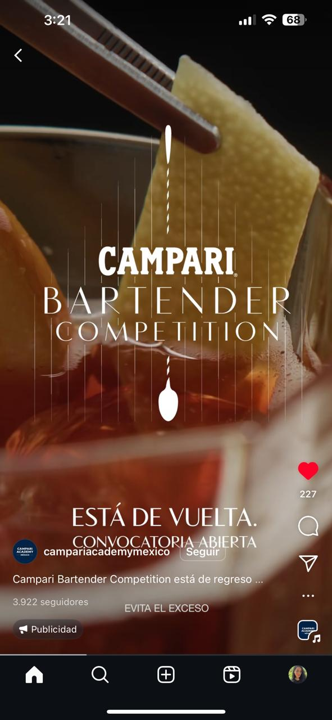 3:21
68
CAMPARI
BARTENDER
COMPETITION
ESTÁ DE VUELTA.
CONVOCATORIA ABIERTA
campariacademymexico Seguir
Campari Bartender Competition está de regreso ...
3.922 seguidores
EVITA EL EXCESO
Publicidad
227